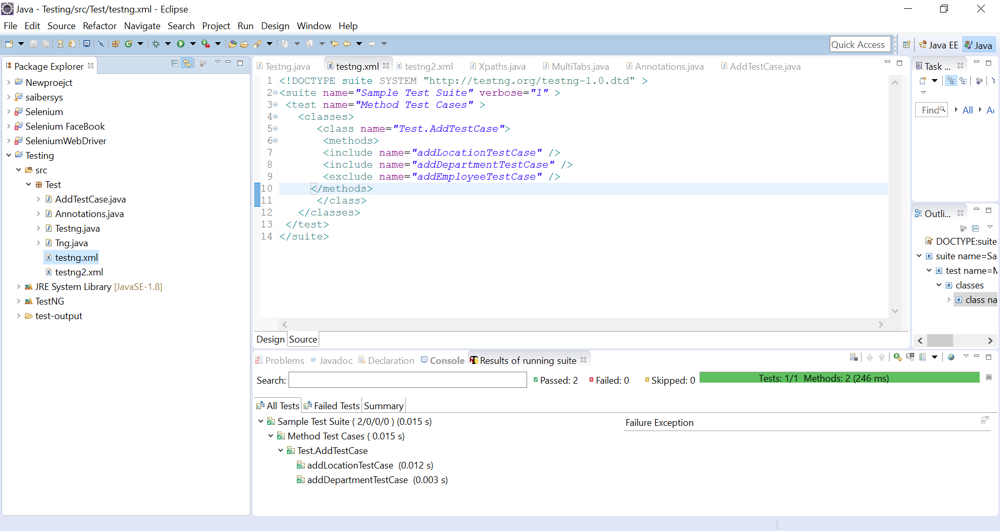 Java - Testing/src/Test/testng.xml - Eclipse
File Edit Source Refactor Navigate Search Project Run Design Window Help
Quick Access
Java EE
Java
Package Explorer
Newproejct
saibersys
Selenium
Selenium FaceBook
SeleniumWebDriver
Testing
src
Test
AddTestCase.java
Annotations.java
Testng.java
Tng.java
testng.xml
testng2.xml
JRE System Library [JavaSE-1.8]
TestNG
test-output
Testng.java testng.xml testng2.xml Xpaths.java MultiTabs.java Annotations.java AddTestCase.java
1 <!DOCTYPE suite SYSTEM "http://testng.org/testng-1.0.dtd" >
2 <suite name="Sample Test Suite" verbose="1" >
3 <test name="Method Test Cases" >
4 <classes>
5 <class name="Test.AddTestCase">
6 <methods>
7 <include name="addLocationTestCase" />
8 <include name="addDepartmentTestCase" />
9 <exclude name="addEmployeeTestCase" />
10 </methods>
11 </class>
12 </classes>
13 </test>
14 </suite>
Design Source
Task ...
Find All Ac
Outli...
DOCTYPE:suite
suite name=Sa
test name=M
classes
class na
Problems Javadoc Declaration Console Results of running suite
Search: Passed: 2 Failed: 0 Skipped: 0 Tests: 1/1 Methods: 2 (246 ms)
All Tests Failed Tests Summary
Sample Test Suite ( 2/0/0/0 ) (0.015 s)
Method Test Cases ( 0.015 s)
Test.AddTestCase
addLocationTestCase (0.012 s)
addDepartmentTestCase (0.003 s)
Failure Exception